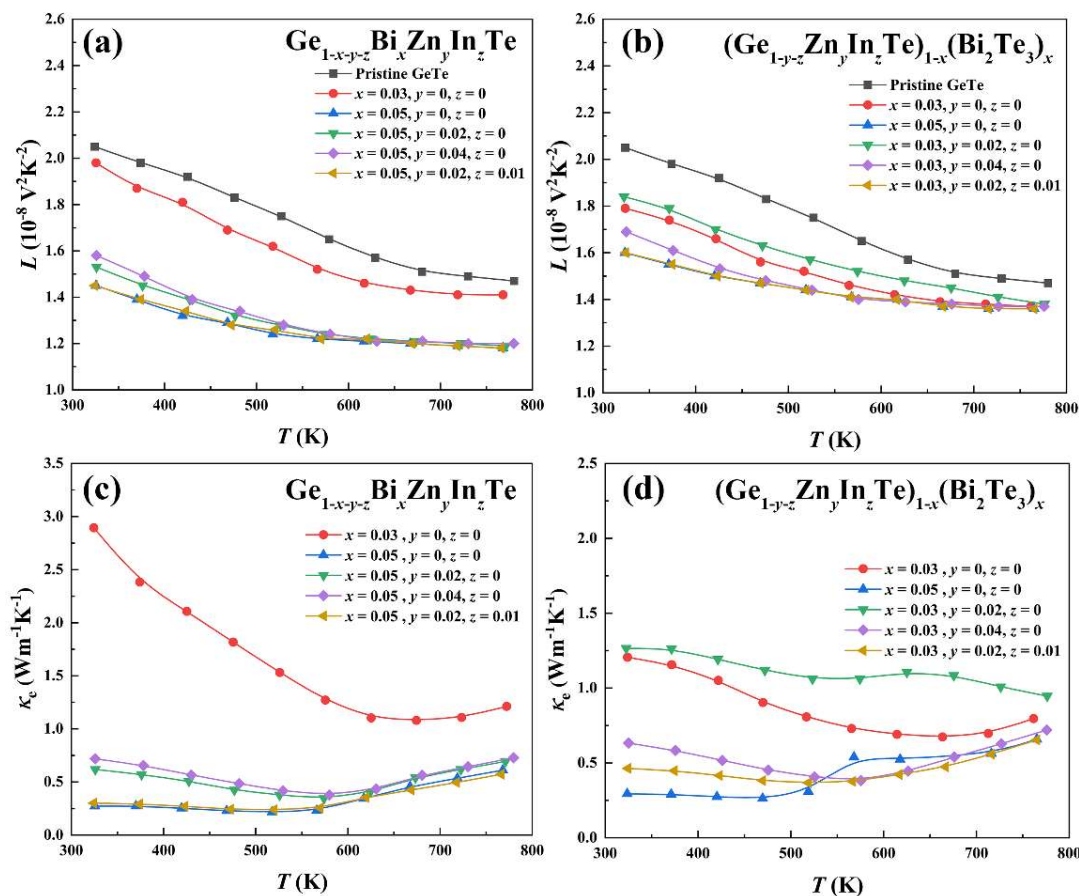 (a)
Ge1-x-y-zBixZnyInzTe
Pristine GeTe
x = 0.03, y = 0, z = 0
x = 0.05, y = 0, z = 0
x = 0.05, y = 0.02, z = 0
x = 0.05, y = 0.04, z = 0
x = 0.05, y = 0.02, z = 0.01
L (10-8 V2K-2)
2.6
2.4
2.2
2.0
1.8
1.6
1.4
1.2
1.0
300 400 500 600 700 800
T (K)
(b)
(Ge1-y-zZnyInzTe)1-x(Bi2Te3)x
Pristine GeTe
x = 0.03, y = 0, z = 0
x = 0.05, y = 0, z = 0
x = 0.03, y = 0.02, z = 0
x = 0.03, y = 0.04, z = 0
x = 0.03, y = 0.02, z = 0.01
L (10-8 V2K-2)
2.6
2.4
2.2
2.0
1.8
1.6
1.4
1.2
1.0
300 400 500 600 700 800
T (K)
(c)
Ge1-x-y-zBixZnyInzTe
x = 0.03 , y = 0, z = 0
x = 0.05 , y = 0, z = 0
x = 0.05 , y = 0.02, z = 0
x = 0.05 , y = 0.04, z = 0
x = 0.05 , y = 0.02, z = 0.01
κe (Wm-1K-1)
3.5
3.0
2.5
2.0
1.5
1.0
0.5
0.0
300 400 500 600 700 800
T (K)
(d)
(Ge1-y-zZnyInzTe)1-x(Bi2Te3)x
x = 0.03 , y = 0, z = 0
x = 0.05 , y = 0, z = 0
x = 0.03 , y = 0.02, z = 0
x = 0.03 , y = 0.04, z = 0
x = 0.03 , y = 0.02, z = 0.01
κe (Wm-1K-1)
2.5
2.0
1.5
1.0
0.5
0.0
300 400 500 600 700 800
T (K)